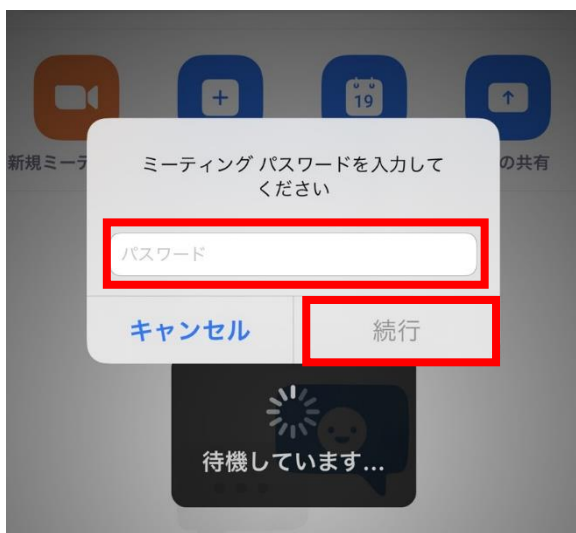 19
新規ミーテ
の共有
ミーティング パスワードを入力して
ください
パスワード
キャンセル
続行
待機しています...